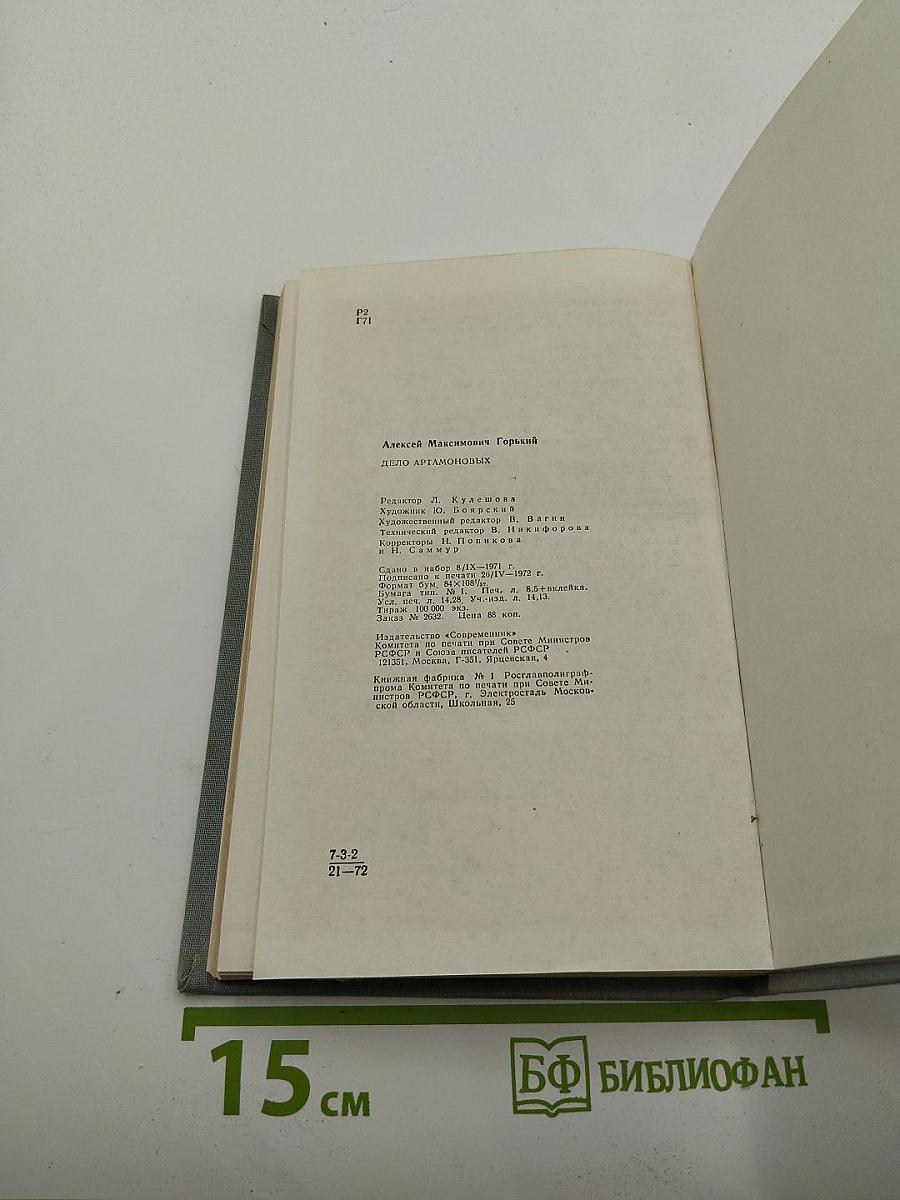 Р2
Г71
Алексей Максимович Горький
ДЕЛО АРТАМОНОВЫХ
Редактор Л. Кулешова
Художник Ю. Боярский
Художественный редактор В. Вагин
Технический редактор В. Никифорова
Корректоры Н. Попикова
и Н. Саммур
Сдано в набор 8/IX—1971 г.
Подписано к печати 26/IV—1972 г.
Формат бум. 84×108¹/₃₂.
Бумага тип. № 1. Печ. л. 8,5+вклейка.
Усл. печ. л. 14,28. Уч.-изд. л. 14,13.
Тираж 100 000 экз.
Заказ № 2632. Цена 88 коп.
Издательство «Современник»
Комитета по печати при Совете Министров
РСФСР и Союза писателей РСФСР
121351, Москва, Г-351, Ярцевская, 4
Книжная фабрика № 1 Росглавполиграф-
прома Комитета по печати при Совете Ми-
нистров РСФСР, г. Электросталь Москов-
ской области, Школьная, 25
7-3-2
21—72
15 см
БФ БИБЛИОФАН